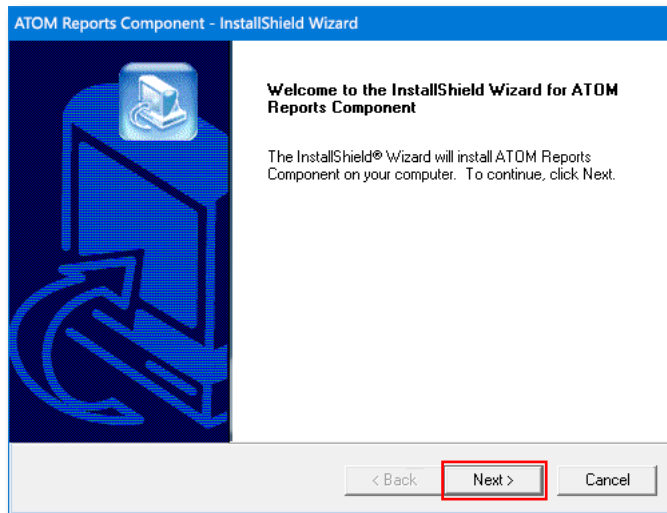 ATOM Reports Component - InstallShield Wizard
Welcome to the InstallShield Wizard for ATOM
Reports Component
The InstallShield® Wizard will install ATOM Reports
Component on your computer.  To continue, click Next.
< Back
Next >
Cancel